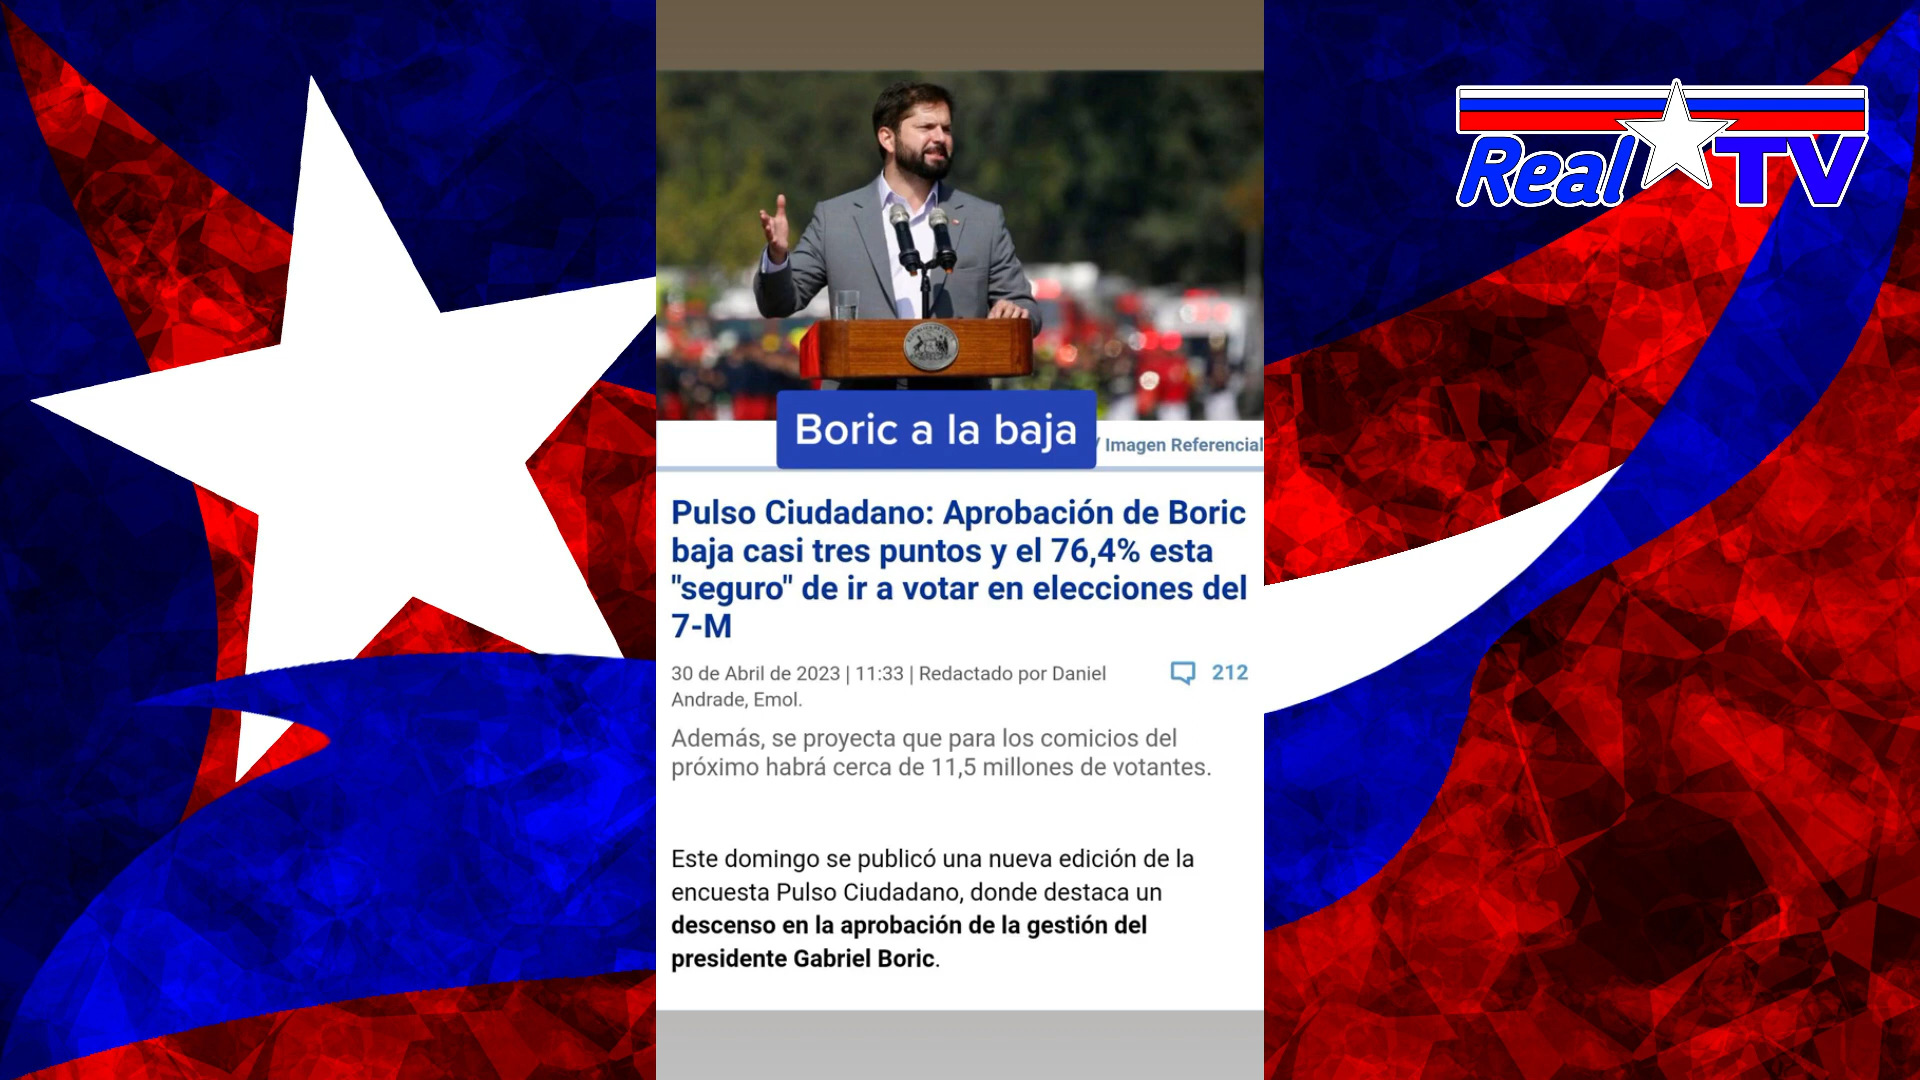 Real TV
Boric a la baja
/ Imagen Referencial
Pulso Ciudadano: Aprobación de Boric
baja casi tres puntos y el 76,4% esta
"seguro" de ir a votar en elecciones del
7-M
30 de Abril de 2023 | 11:33 | Redactado por Daniel
Andrade, Emol.
212
Además, se proyecta que para los comicios del
próximo habrá cerca de 11,5 millones de votantes.
Este domingo se publicó una nueva edición de la
encuesta Pulso Ciudadano, donde destaca un
descenso en la aprobación de la gestión del
presidente Gabriel Boric.